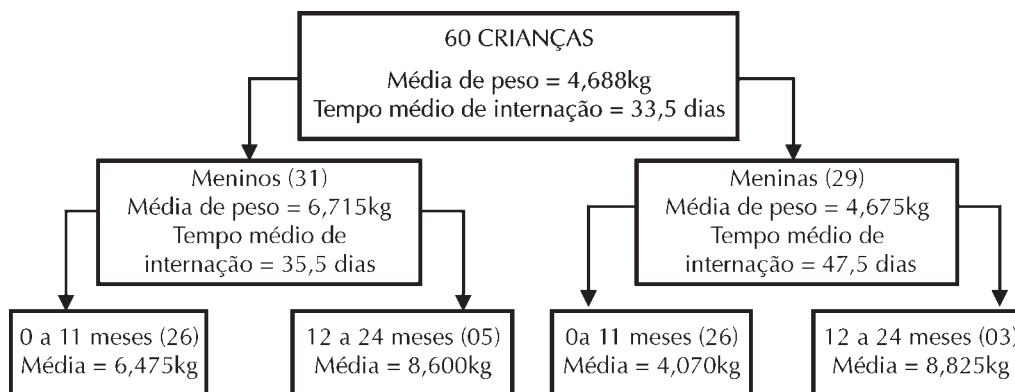 60 CRIANÇAS
Média de peso = 4,688kg
Tempo médio de internação = 33,5 dias
Meninos (31)
Média de peso = 6,715kg
Tempo médio de
internação = 35,5 dias
Meninas (29)
Média de peso = 4,675kg
Tempo médio de
internação = 47,5 dias
0 a 11 meses (26)
Média = 6,475kg
12 a 24 meses (05)
Média = 8,600kg
0a 11 meses (26)
Média = 4,070kg
12 a 24 meses (03)
Média = 8,825kg